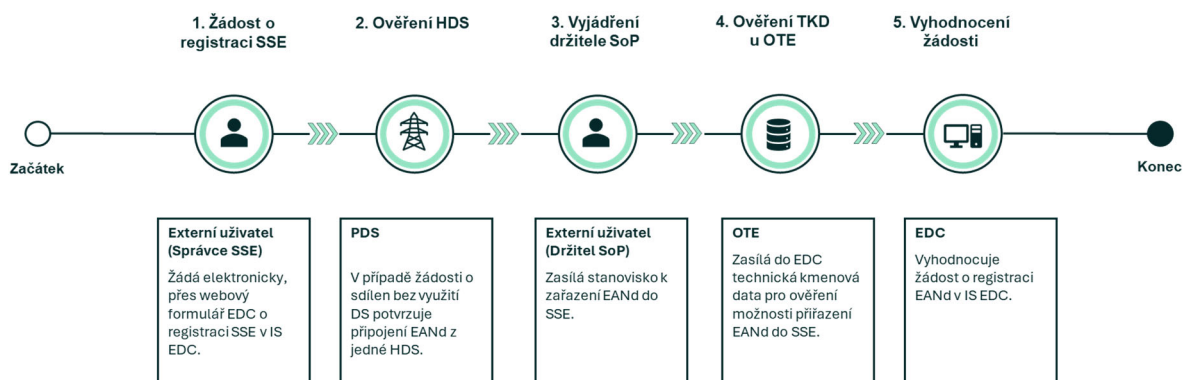 1. Žádost o
registraci SSE
2. Ověření HDS
3. Vyjádření
držitele SoP
4. Ověření TKD
u OTE
5. Vyhodnocení
žádosti
Začátek
Konec
Externí uživatel
(Správce SSE)
Žádá elektronicky,
přes webový
formulář EDC o
registraci SSE v IS
EDC.
PDS
V případě žádosti o
sdílen bez využití
DS potvrzuje
připojení EANd z
jedné HDS.
Externí uživatel
(Držitel SoP)
Zasílá stanovisko k
zařazení EANd do
SSE.
OTE
Zasílá do EDC
technická kmenová
data pro ověření
možnosti přiřazení
EANd do SSE.
EDC
Vyhodnocuje
žádost o registraci
EANd v IS EDC.